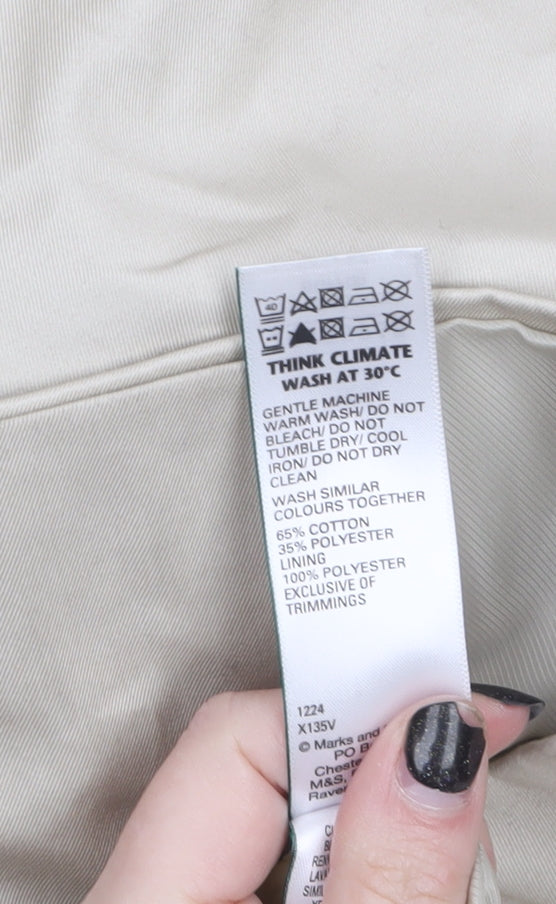 40
THINK CLIMATE
WASH AT 30°C
GENTLE MACHINE
WARM WASH/ DO NOT
BLEACH/ DO NOT
TUMBLE DRY/ COOL
IRON/ DO NOT DRY
CLEAN
WASH SIMILAR
COLOURS TOGETHER
65% COTTON
35% POLYESTER
LINING
100% POLYESTER
EXCLUSIVE OF
TRIMMINGS
1224
X135V
© Marks and
PO
M&S,